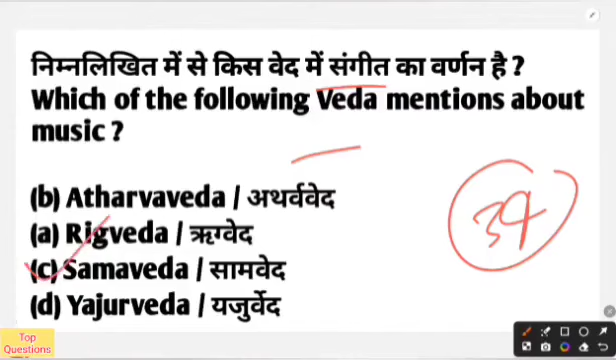 निम्नलिखित में से किस वेद में संगीत का वर्णन है ?
Which of the following Veda mentions about
music ?
(b) Atharvaveda / अथर्ववेद
(a) Rigveda / ऋग्वेद
(c) Samaveda / सामवेद
(d) Yajurveda / यजुर्वेद
Top
Questions